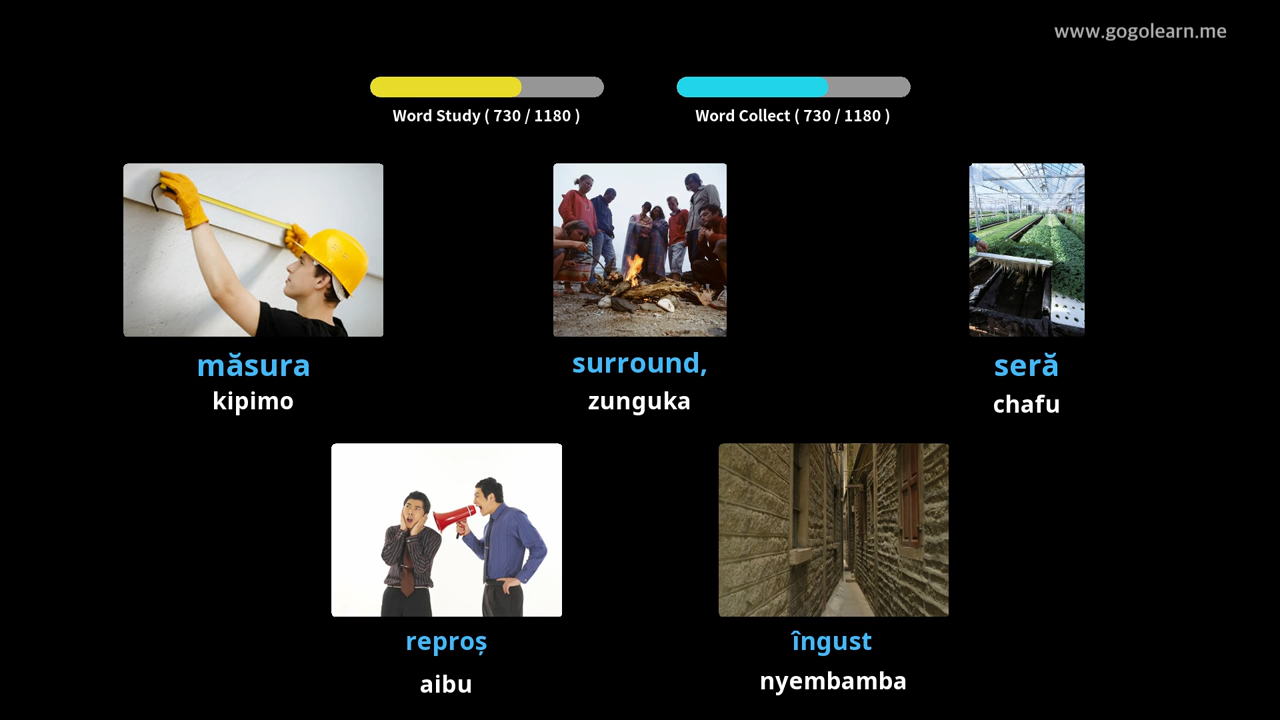 www.gogolearn.me
Word Study ( 730 / 1180 )
Word Collect ( 730 / 1180 )
măsura
kipimo
surround,
zunguka
seră
chafu
reproș
aibu
îngust
nyembamba